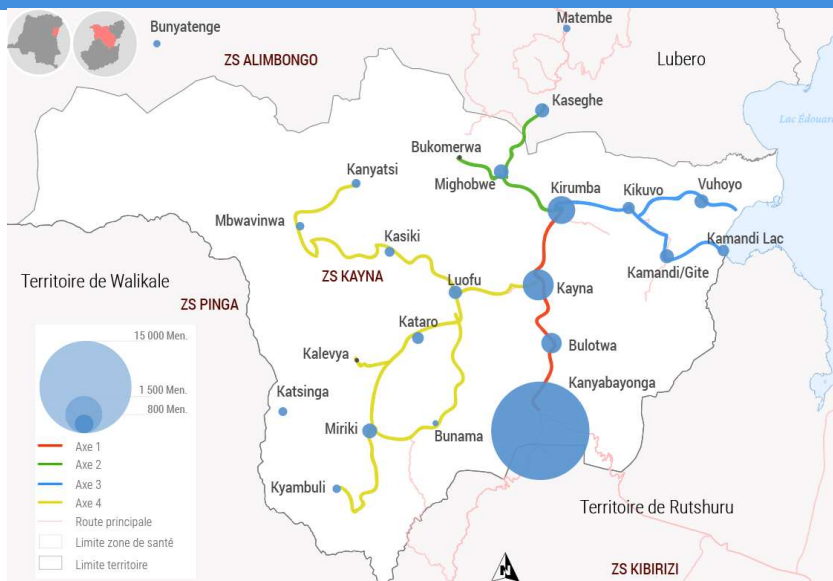 Matembe
Bunyatenge
ZS ALIMBONGO
Lubero
Kaseghe
Lac Édouard
Bukomerwa
Kanyatsi
Mighobwe
Kirumba
Kikuvo
Vuhoyo
Mbwavinwa
Kasiki
Kamandi Lac
Territoire de Walikale
ZS KAYNA
Luofu
Kayna
Kamandi/Gite
ZS PINGA
Kataro
Bulotwa
15 000 Men.
Kalevya
Kanyabayonga
1 500 Men.
Katsinga
800 Men.
Miriki
Bunama
Axe 1
Axe 2
Axe 3
Axe 4
Route principale
Limite zone de santé
Limite territoire
Kyambuli
Territoire de Rutshuru
N
ZS KIBIRIZI